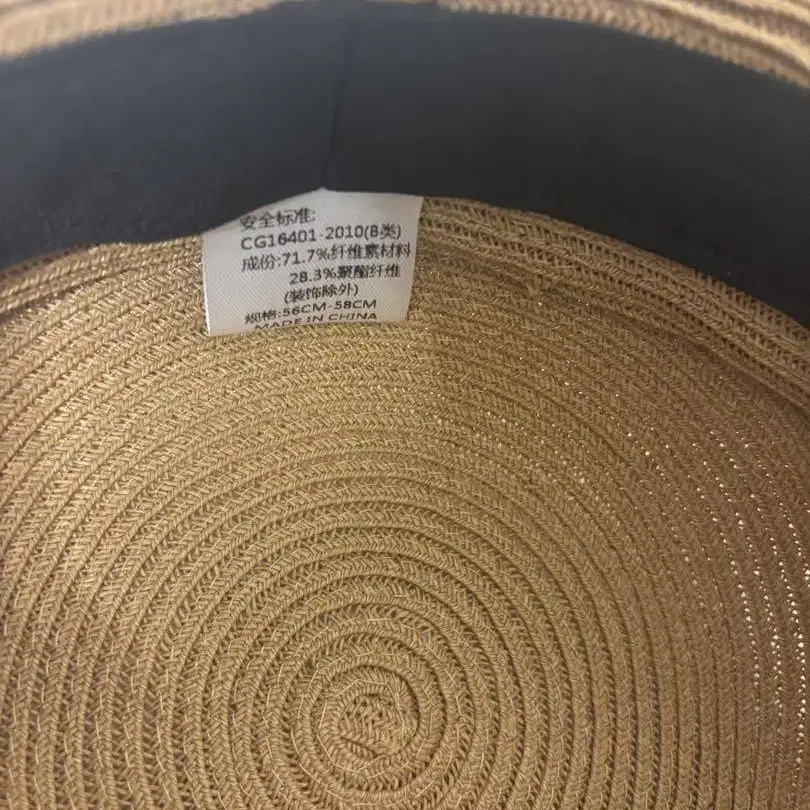 安全标准:
CG16401-2010(B类)
成份:71.7%纤维素材料
28.3%聚酯纤维
(装饰除外)
规格:56CM-58CM
MADE IN CHINA